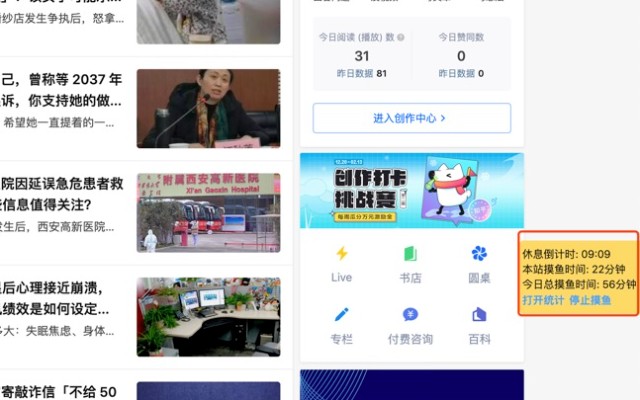 婚纱店发生争执后，怒拿...
今日阅读 (播放) 数
今日赞同数
31
0
昨日数据 81
昨日数据 0
进入创作中心 >
己，曾称等 2037 年
诉，你支持她的做...
希望她一直提着的一...
12.20-02.13
创作打卡
挑战赛
院因延误急危患者救
些信息值得关注？
发生后，西安高新医院...
附属西安高新医院
Xi'an Gaoxin Hospital
Live
书店
圆桌
专栏
付费咨询
百科
休息倒计时: 09:09
本站摸鱼时间: 22分钟
今日总摸鱼时间: 56分钟
打开统计 停止摸鱼
后心理接近崩溃，
绩效是如何设定...
多大：失眠焦虑、身体...
寄敲诈信「不给 50